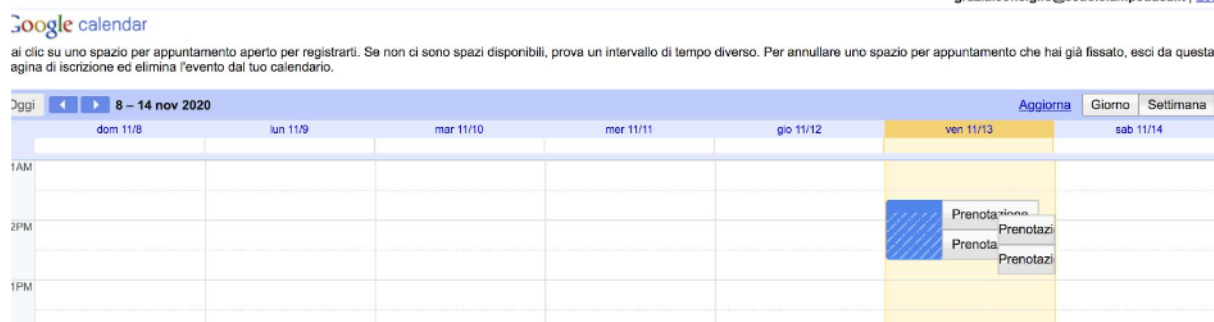 Google calendar
ai clic su uno spazio per appuntamento aperto per registrarti. Se non ci sono spazi disponibili, prova un intervallo di tempo diverso. Per annullare uno spazio per appuntamento che hai già fissato, esci da questa
agina di iscrizione ed elimina l'evento dal tuo calendario.
Oggi 8 – 14 nov 2020 Aggiorna Giorno Settimana
dom 11/8 lun 11/9 mar 11/10 mer 11/11 gio 11/12 ven 11/13 sab 11/14
1AM
Prenotazione
2PM Prenotazi
Prenota
Prenotazi
1PM